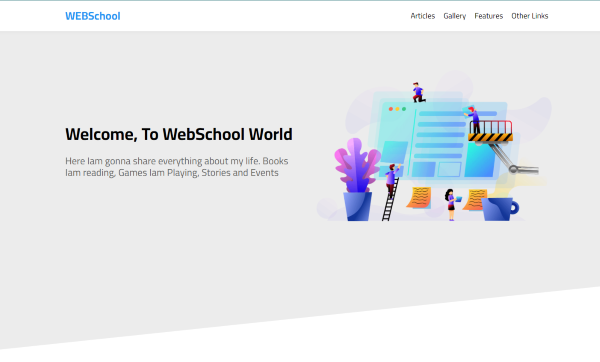 WEBSchool
Articles Gallery Features Other Links
Welcome, To WebSchool World
Here Iam gonna share everything about my life. Books
Iam reading, Games Iam Playing, Stories and Events